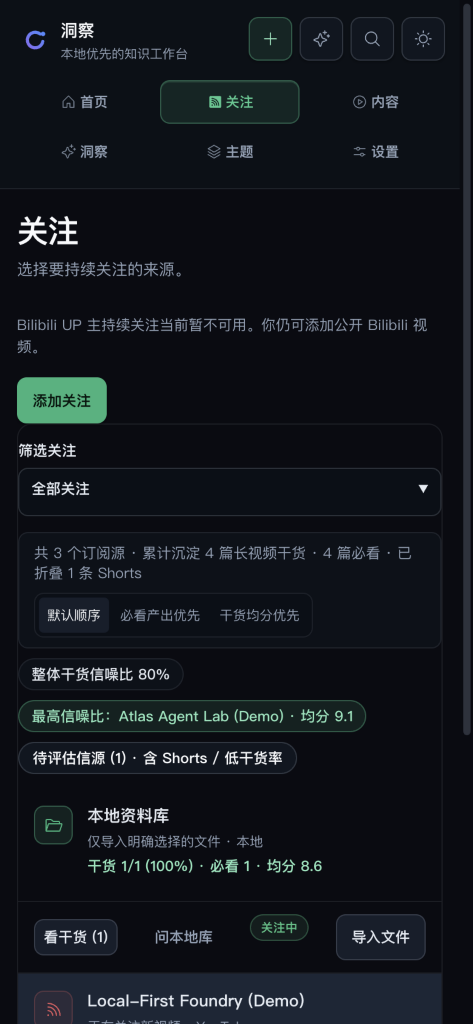 洞察
本地优先的知识工作台
首页
关注
内容
洞察
主题
设置
关注
选择要持续关注的来源。
Bilibili UP 主持续关注当前暂不可用。你仍可添加公开 Bilibili 视
频。
添加关注
筛选关注
全部关注
共 3 个订阅源 · 累计沉淀 4 篇长视频干货 · 4 篇必看 · 已
折叠 1 条 Shorts
默认顺序
必看产出优先
干货均分优先
整体干货信噪比 80%
最高信噪比：Atlas Agent Lab (Demo) · 均分 9.1
待评估信源 (1) · 含 Shorts / 低干货率
本地资料库
仅导入明确选择的文件 · 本地
干货 1/1 (100%) · 必看 1 · 均分 8.6
看干货 (1)
问本地库
关注中
导入文件
Local-First Foundry (Demo)